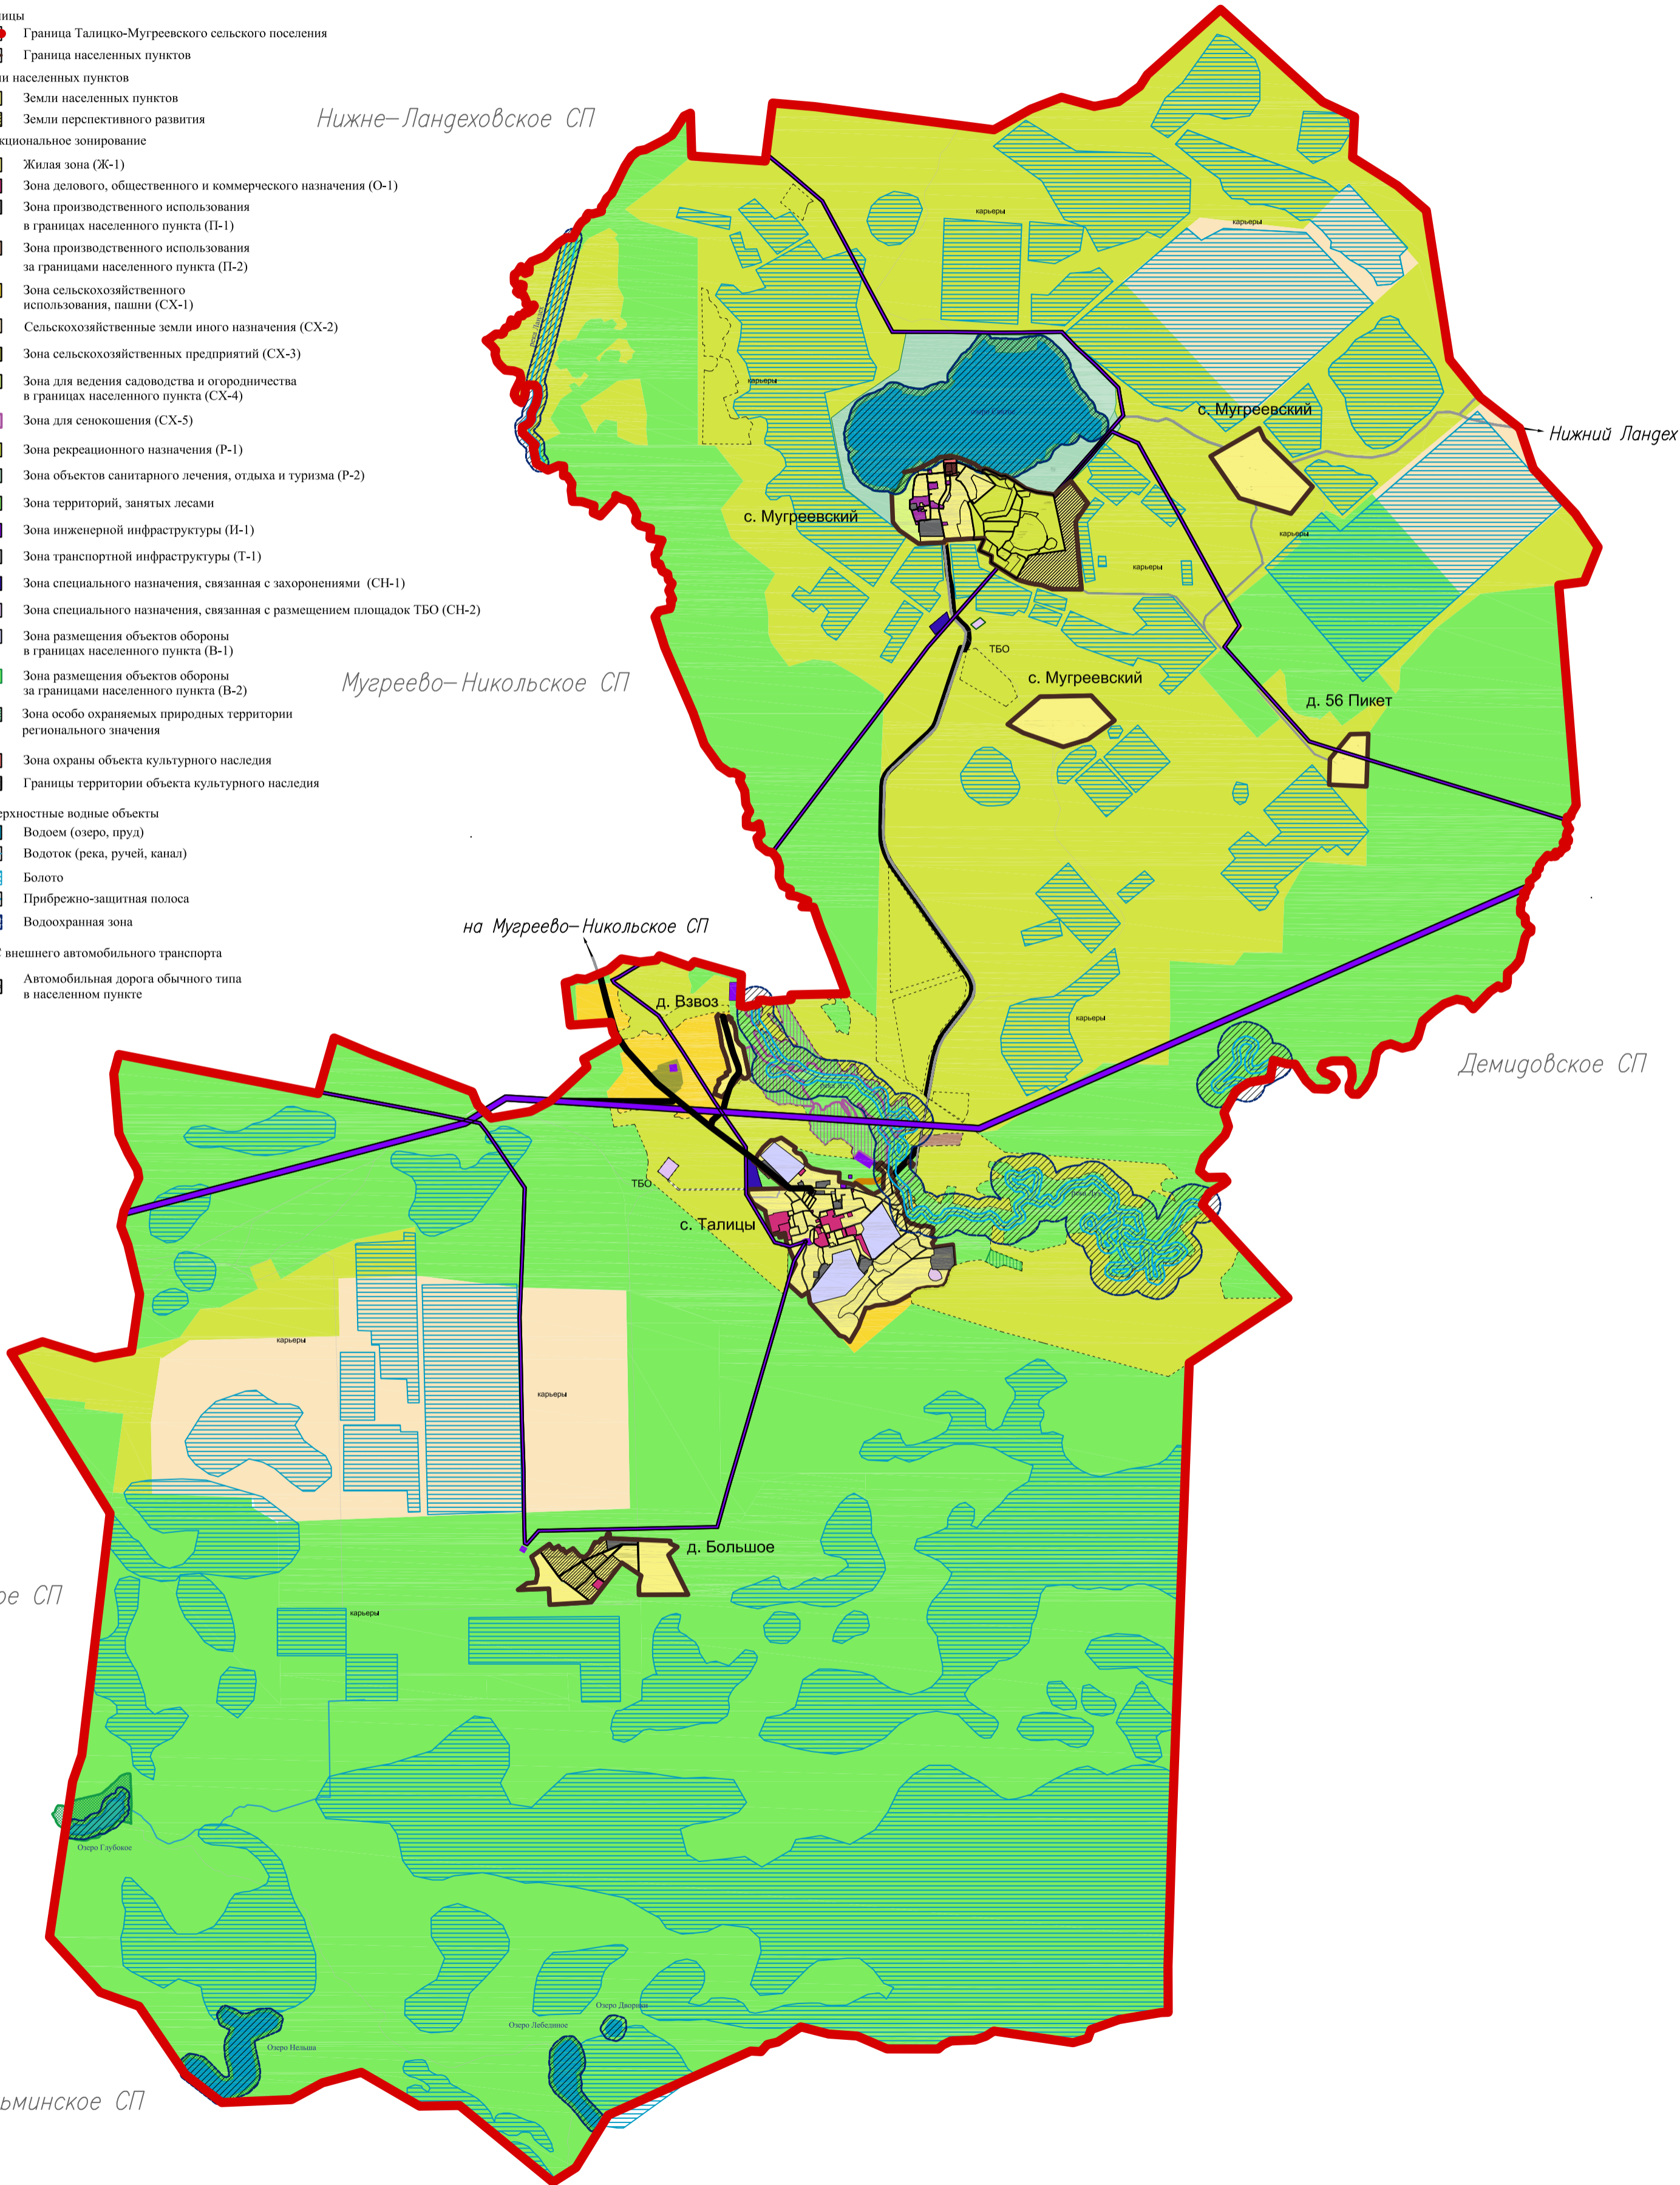 ницы
Граница Талицко-Мугреевского сельского поселения
Граница населенных пунктов
ли населенных пунктов
Земли населенных пунктов
Земли перспективного развития
кциональное зонирование
Жилая зона (Ж-1)
Зона делового, общественного и коммерческого назначения (О-1)
Зона производственного использования
в границах населенного пункта (П-1)
Зона производственного использования
за границами населенного пункта (П-2)
Зона сельскохозяйственного
использования, пашни (СХ-1)
Сельскохозяйственные земли иного назначения (СХ-2)
Зона сельскохозяйственных предприятий (СХ-3)
Зона для ведения садоводства и огородничества
в границах населенного пункта (СХ-4)
Зона для сенокошения (СХ-5)
Зона рекреационного назначения (Р-1)
Зона объектов санитарного лечения, отдыха и туризма (Р-2)
Зона территорий, занятых лесами
Зона инженерной инфраструктуры (И-1)
Зона транспортной инфраструктуры (Т-1)
Зона специального назначения, связанная с захоронениями (СН-1)
Зона специального назначения, связанная с размещением площадок ТБО (СН-2)
Зона размещения объектов обороны
в границах населенного пункта (В-1)
Зона размещения объектов обороны
за границами населенного пункта (В-2)
Зона особо охраняемых природных территории
регионального значения
Зона охраны объекта культурного наследия
Границы территории объекта культурного наследия
ерхностные водные объекты
Водоем (озеро, пруд)
Водоток (река, ручей, канал)
Болото
Прибрежно-защитная полоса
Водоохранная зона
внешнего автомобильного транспорта
Автомобильная дорога обычного типа
в населенном пункте
Нижне-Ландеховское СП
карьеры
карьеры
карьеры
с. Мугреевский
Нижний Ландех
с. Мугреевский
карьеры
карьеры
ТБО
Мугреево-Никольское СП
с. Мугреевский
д. 56 Пикет
на Мугреево-Никольское СП
д. Взвоз
карьеры
Демидовское СП
ТБО
с. Талицы
карьеры
карьеры
д. Большое
ое СП
карьеры
Озеро Глубокое
Озеро Лебединое
Озеро Нельша
ьминское СП